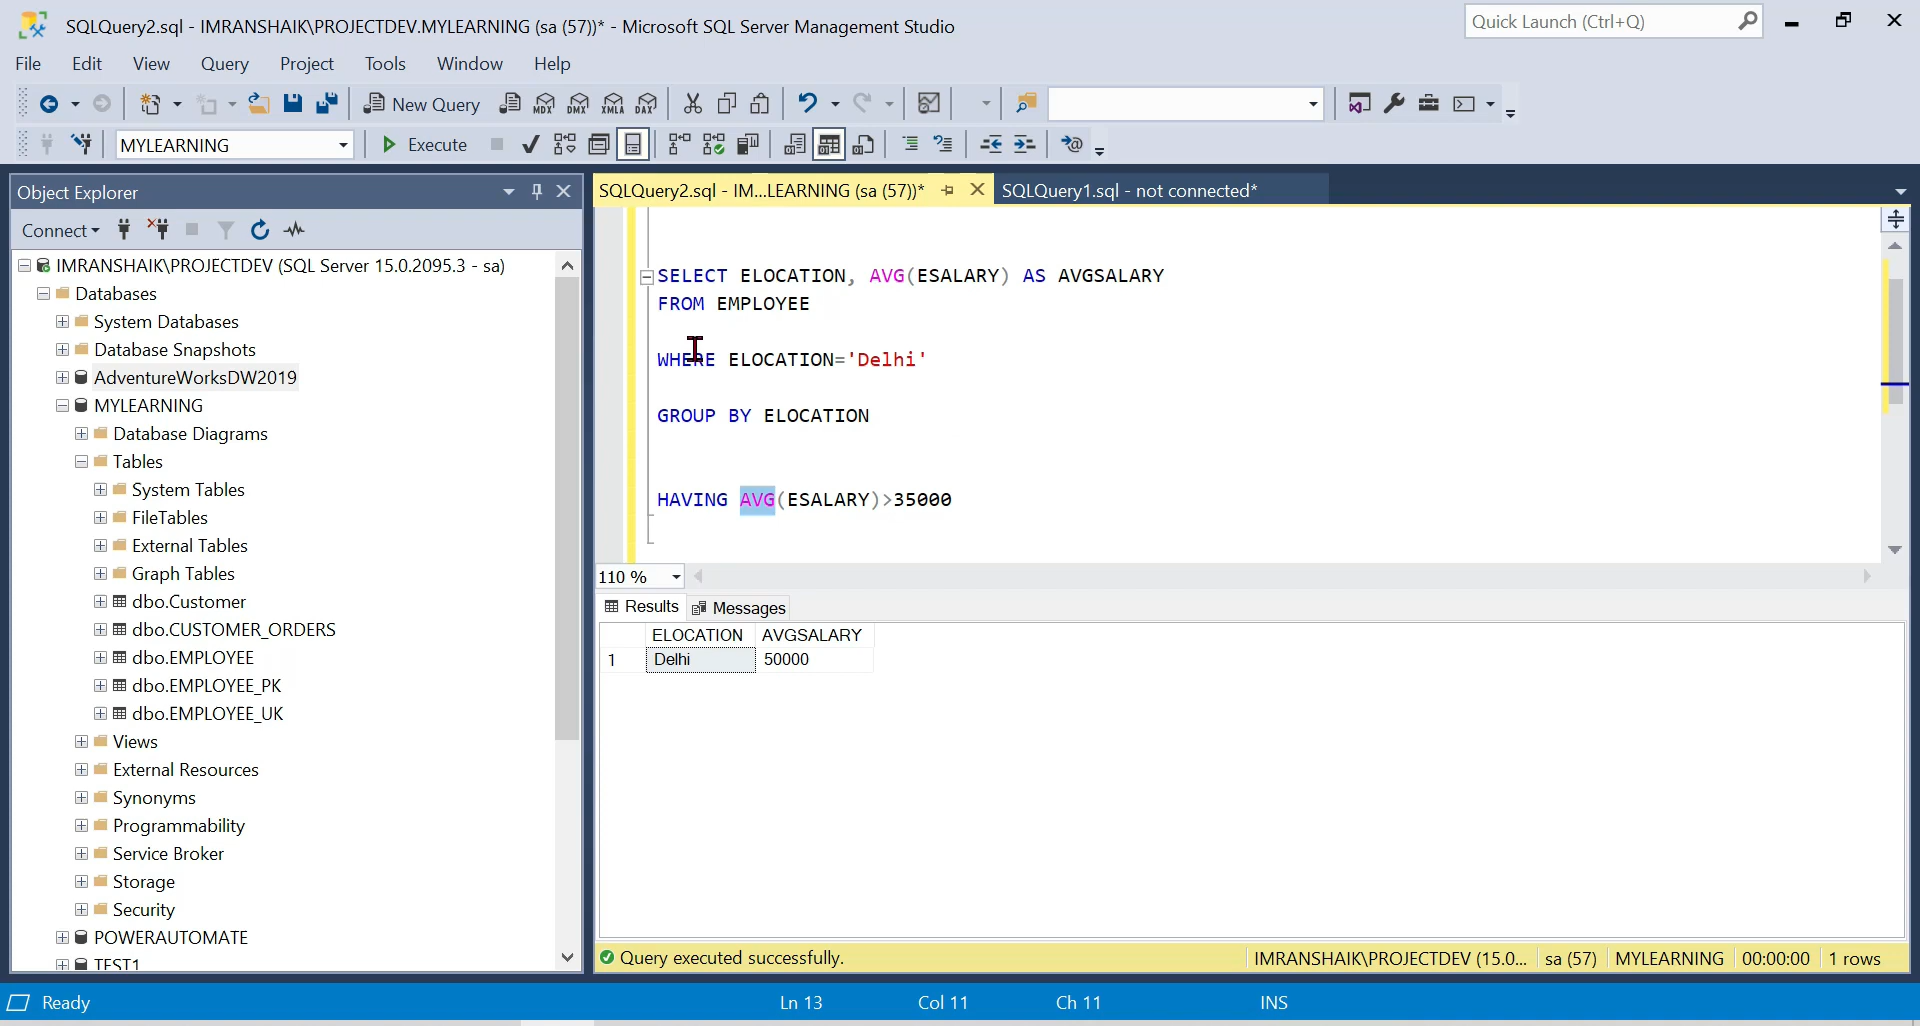 SQLQuery2.sql - IMRANSHAIK\PROJECTDEV.MYLEARNING (sa (57))* - Microsoft SQL Server Management Studio
Quick Launch (Ctrl+Q)
File Edit View Query Project Tools Window Help
New Query MDX DMX XMLA DAX
MYLEARNING Execute
Object Explorer
SQLQuery2.sql - IM...LEARNING (sa (57))* SQLQuery1.sql - not connected*
Connect
IMRANSHAIK\PROJECTDEV (SQL Server 15.0.2095.3 - sa)
Databases
System Databases
Database Snapshots
AdventureWorksDW2019
MYLEARNING
Database Diagrams
Tables
System Tables
FileTables
External Tables
Graph Tables
dbo.Customer
dbo.CUSTOMER_ORDERS
dbo.EMPLOYEE
dbo.EMPLOYEE_PK
dbo.EMPLOYEE_UK
Views
External Resources
Synonyms
Programmability
Service Broker
Storage
Security
POWERAUTOMATE
TEST1
SELECT ELOCATION, AVG(ESALARY) AS AVGSALARY
FROM EMPLOYEE
WHERE ELOCATION='Delhi'
GROUP BY ELOCATION
HAVING AVG(ESALARY)>35000
110 %
Results Messages
ELOCATION AVGSALARY
1 Delhi 50000
Query executed successfully. IMRANSHAIK\PROJECTDEV (15.0... sa (57) MYLEARNING 00:00:00 1 rows
Ready Ln 13 Col 11 Ch 11 INS